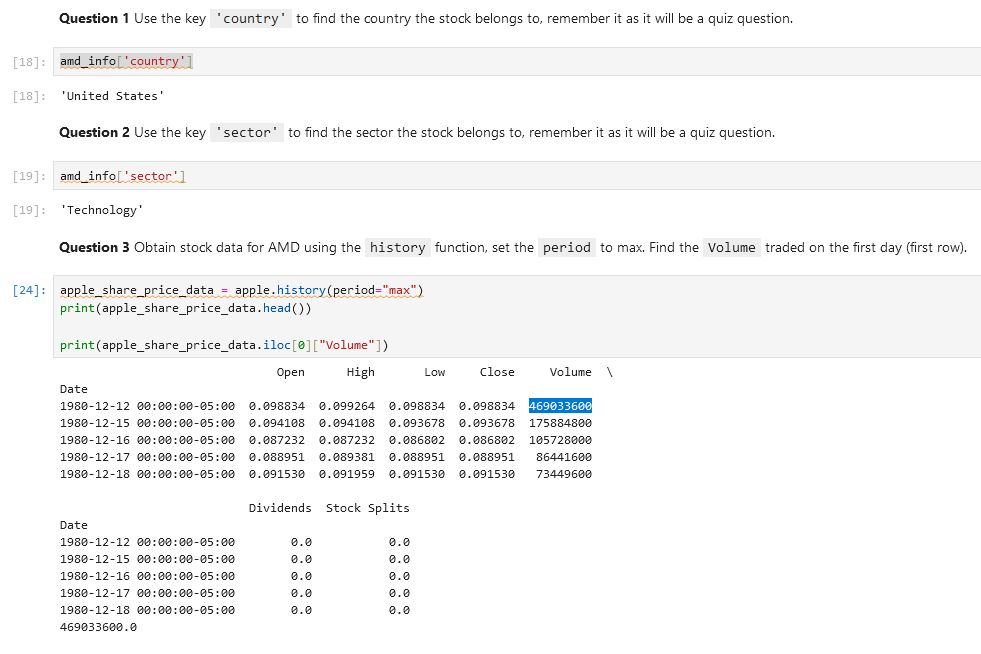 Question 1 Use the key 'country' to find the country the stock belongs to, remember it as it will be a quiz question.
[18]: amd_info['country']
[18]: 'United States'
Question 2 Use the key 'sector' to find the sector the stock belongs to, remember it as it will be a quiz question.
[19]: amd_info['sector']
[19]: 'Technology'
Question 3 Obtain stock data for AMD using the history function, set the period to max. Find the Volume traded on the first day (first row).
[24]: apple_share_price_data = apple.history(period="max")
print(apple_share_price_data.head())
print(apple_share_price_data.iloc[0]["Volume"])
Open High Low Close Volume \
Date
1980-12-12 00:00:00-05:00 0.098834 0.099264 0.098834 0.098834 469033600
1980-12-15 00:00:00-05:00 0.094108 0.094108 0.093678 0.093678 175884800
1980-12-16 00:00:00-05:00 0.087232 0.087232 0.086802 0.086802 105728000
1980-12-17 00:00:00-05:00 0.088951 0.089381 0.088951 0.088951 86441600
1980-12-18 00:00:00-05:00 0.091530 0.091959 0.091530 0.091530 73449600
Dividends Stock Splits
Date
1980-12-12 00:00:00-05:00 0.0 0.0
1980-12-15 00:00:00-05:00 0.0 0.0
1980-12-16 00:00:00-05:00 0.0 0.0
1980-12-17 00:00:00-05:00 0.0 0.0
1980-12-18 00:00:00-05:00 0.0 0.0
469033600.0